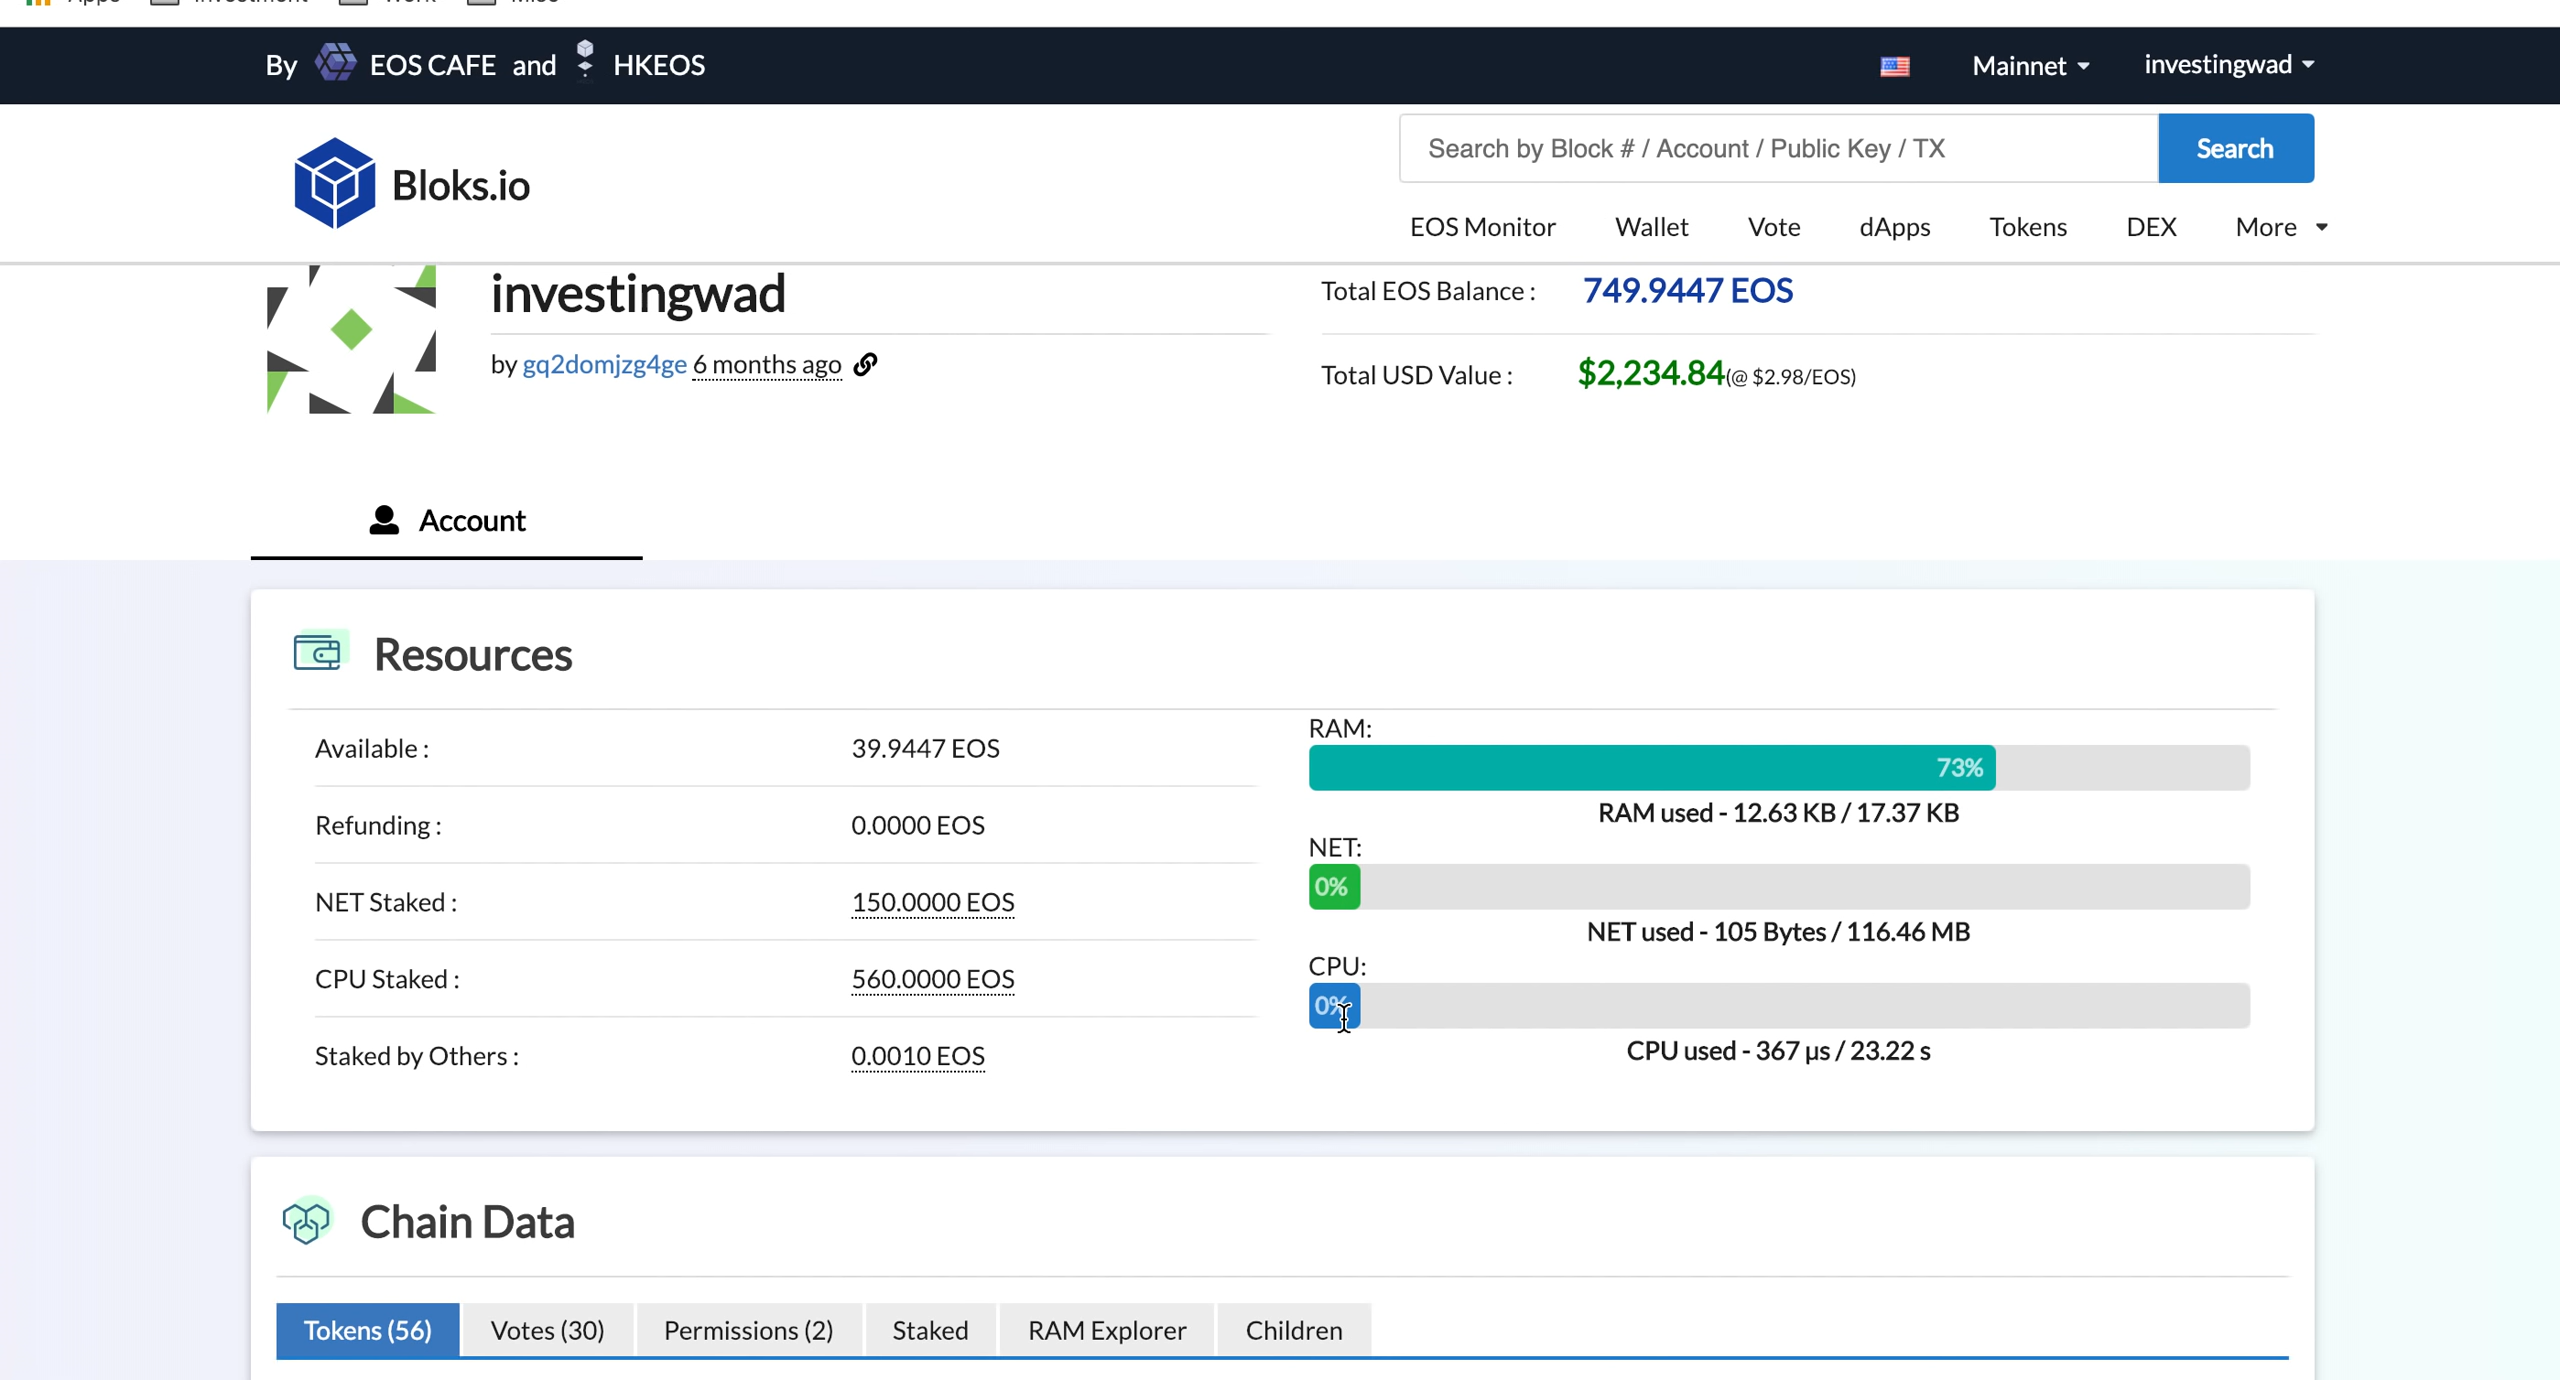 By EOS CAFE and HKEOS
Mainnet
investingwad
Bloks.io
Search by Block # / Account / Public Key / TX
Search
EOS Monitor Wallet Vote dApps Tokens DEX More
investingwad
by gq2domjzg4ge 6 months ago
Total EOS Balance : 749.9447 EOS
Total USD Value : $2,234.84(@ $2.98/EOS)
Account
Resources
Available : 39.9447 EOS
Refunding : 0.0000 EOS
NET Staked : 150.0000 EOS
CPU Staked : 560.0000 EOS
Staked by Others : 0.0010 EOS
RAM:
73%
RAM used - 12.63 KB / 17.37 KB
NET:
0%
NET used - 105 Bytes / 116.46 MB
CPU:
0%
CPU used - 367 µs / 23.22 s
Chain Data
Tokens (56) Votes (30) Permissions (2) Staked RAM Explorer Children